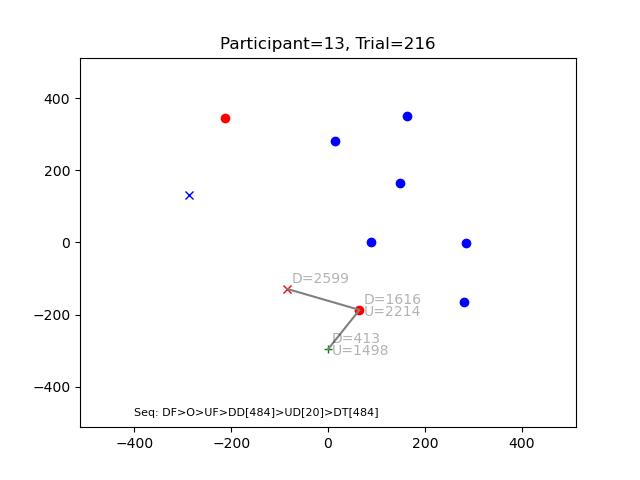 Participant=13, Trial=216
400
200
0
−200
−400
D=2599
D=1616
U=2214
D=413
U=1498
Seq: DF>O>UF>DD[484]>UD[20]>DT[484]
−400
−200
0
200
400